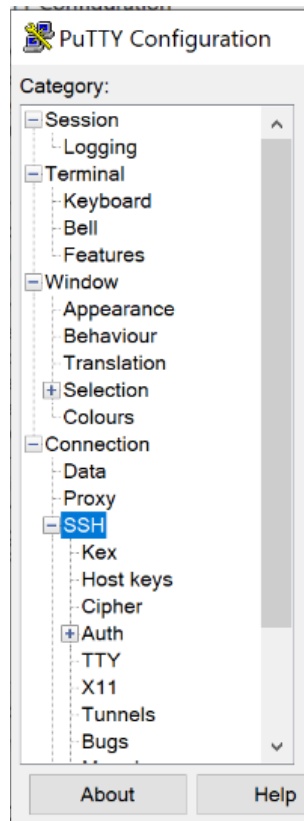 PuTTY Configuration
Category:
Session
Logging
Terminal
Keyboard
Bell
Features
Window
Appearance
Behaviour
Translation
Selection
Colours
Connection
Data
Proxy
SSH
Kex
Host keys
Cipher
Auth
TTY
X11
Tunnels
Bugs
About Help